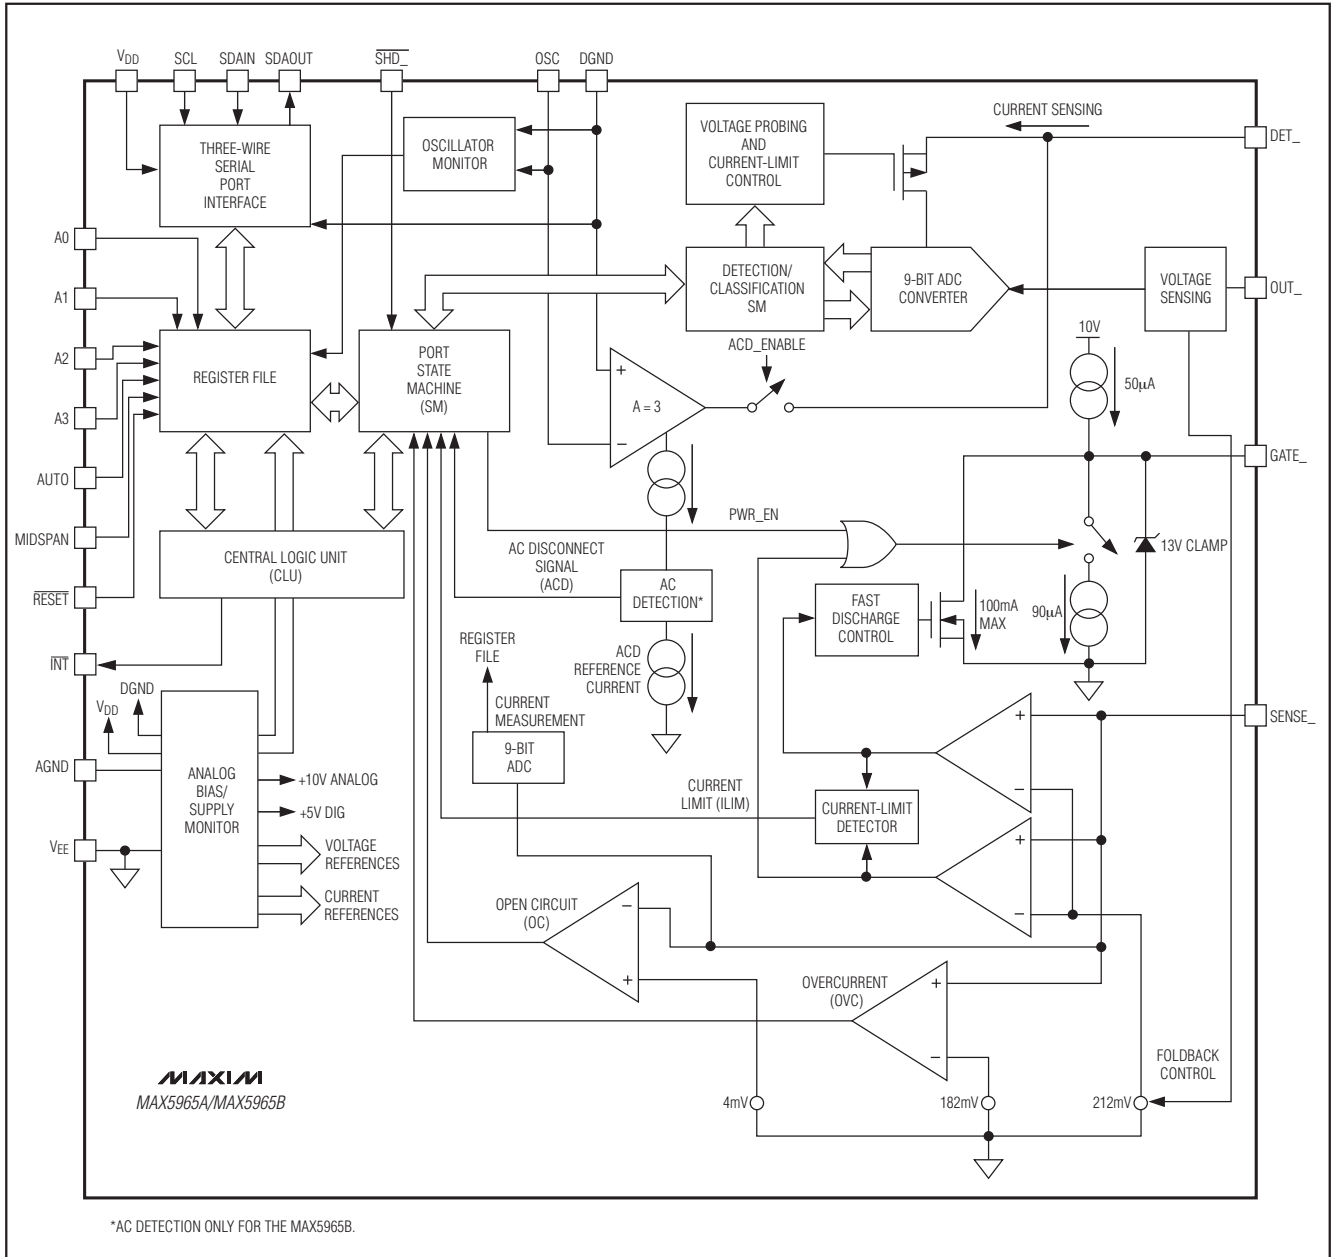 VDD
SCL
SDAIN
SDAOUT
SHD_
OSC
DGND
CURRENT SENSING
DET_
THREE-WIRE
SERIAL
PORT
INTERFACE
OSCILLATOR
MONITOR
VOLTAGE PROBING
AND
CURRENT-LIMIT
CONTROL
A0
A1
A2
A3
AUTO
MIDSPAN
RESET
INT
DETECTION/
CLASSIFICATION
SM
9-BIT ADC
CONVERTER
VOLTAGE
SENSING
OUT_
REGISTER FILE
PORT
STATE
MACHINE
(SM)
ACD_ENABLE
+
A = 3
−
10V
50µA
GATE_
PWR_EN
13V CLAMP
CENTRAL LOGIC UNIT
(CLU)
AC DISCONNECT
SIGNAL
(ACD)
AC
DETECTION*
FAST
DISCHARGE
CONTROL
100mA
MAX
90µA
REGISTER
FILE
ACD
REFERENCE
CURRENT
CURRENT
MEASUREMENT
9-BIT
ADC
DGND
VDD
AGND
VEE
ANALOG
BIAS/
SUPPLY
MONITOR
+10V ANALOG
+5V DIG
VOLTAGE
REFERENCES
CURRENT
REFERENCES
SENSE_
+
−
CURRENT
LIMIT (ILIM)
CURRENT-LIMIT
DETECTOR
+
−
OPEN CIRCUIT
(OC)
−
+
OVERCURRENT
(OVC)
+
−
FOLDBACK
CONTROL
4mV
182mV
212mV
MAXIM
MAX5965A/MAX5965B
*AC DETECTION ONLY FOR THE MAX5965B.